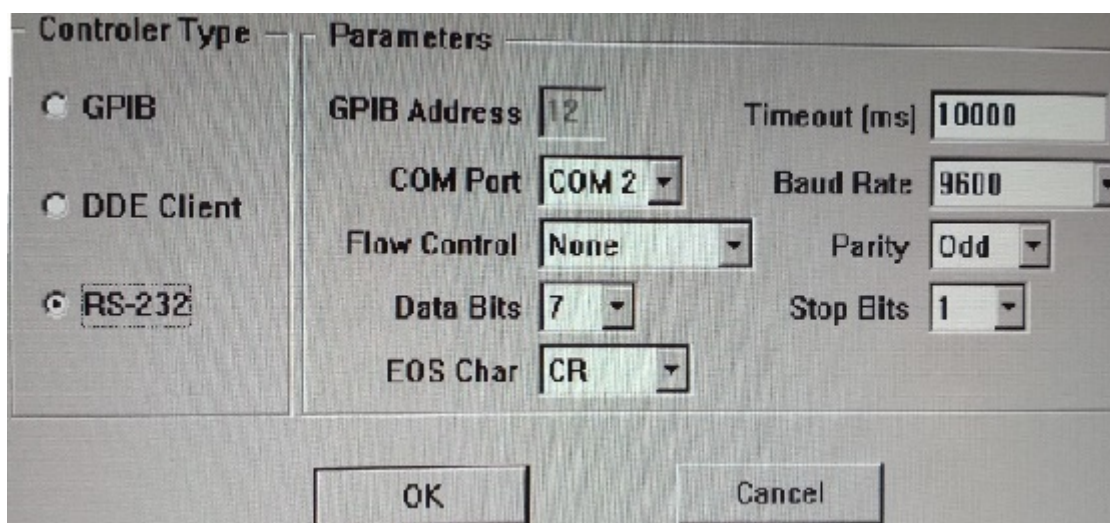 Controler Type
Parameters
GPIB
GPIB Address 12 Timeout (ms) 10000
COM Port COM 2 Baud Rate 9600
DDE Client
Flow Control None Parity Odd
RS-232
Data Bits 7 Stop Bits 1
EOS Char CR
OK Cancel